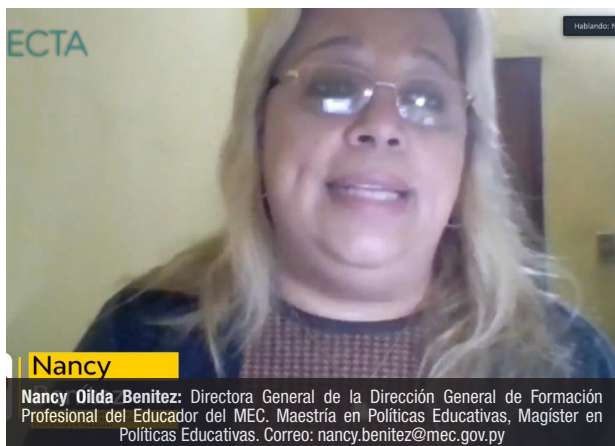 ECTA
Hablando: N
Nancy
Benítez
Nancy Oilda Benitez: Directora General de la Dirección General de Formación
Profesional del Educador del MEC. Maestría en Políticas Educativas, Magíster en
Políticas Educativas. Correo: nancy.benitez@mec.gov.py